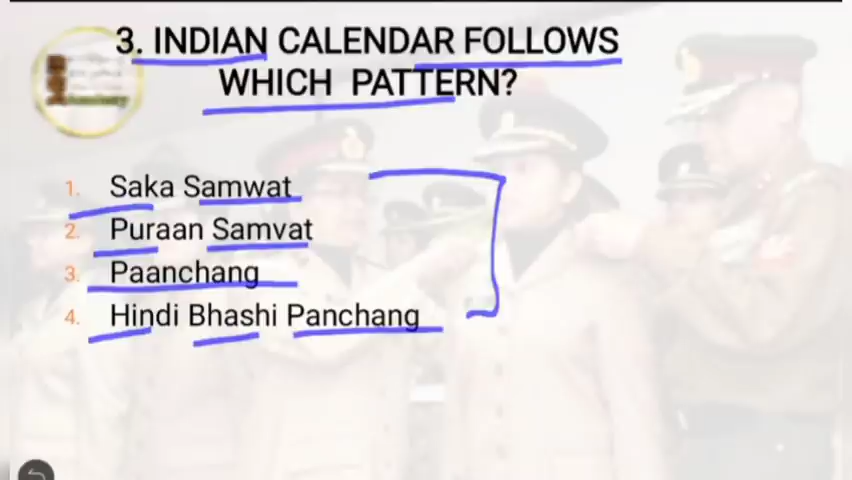 3. INDIAN CALENDAR FOLLOWS
WHICH PATTERN?
1. Saka Samwat
2. Puraan Samvat
3. Paanchang
4. Hindi Bhashi Panchang